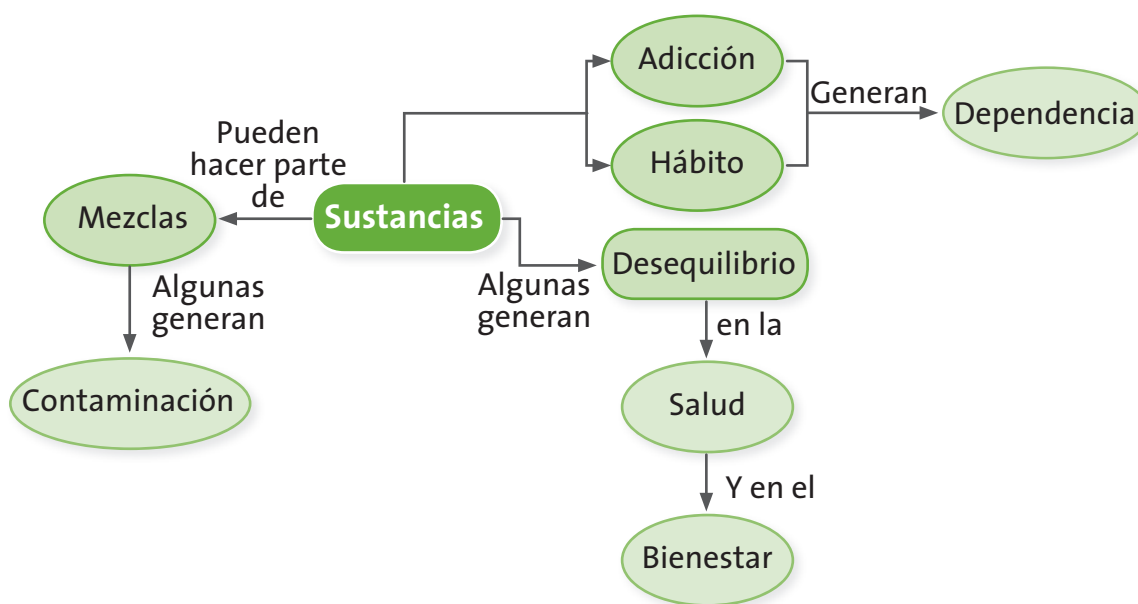 Adicción
Generan
Dependencia
Pueden
hacer parte
de
Hábito
Mezclas
Sustancias
Desequilibrio
Algunas
generan
Algunas
generan
en la
Contaminación
Salud
Y en el
Bienestar